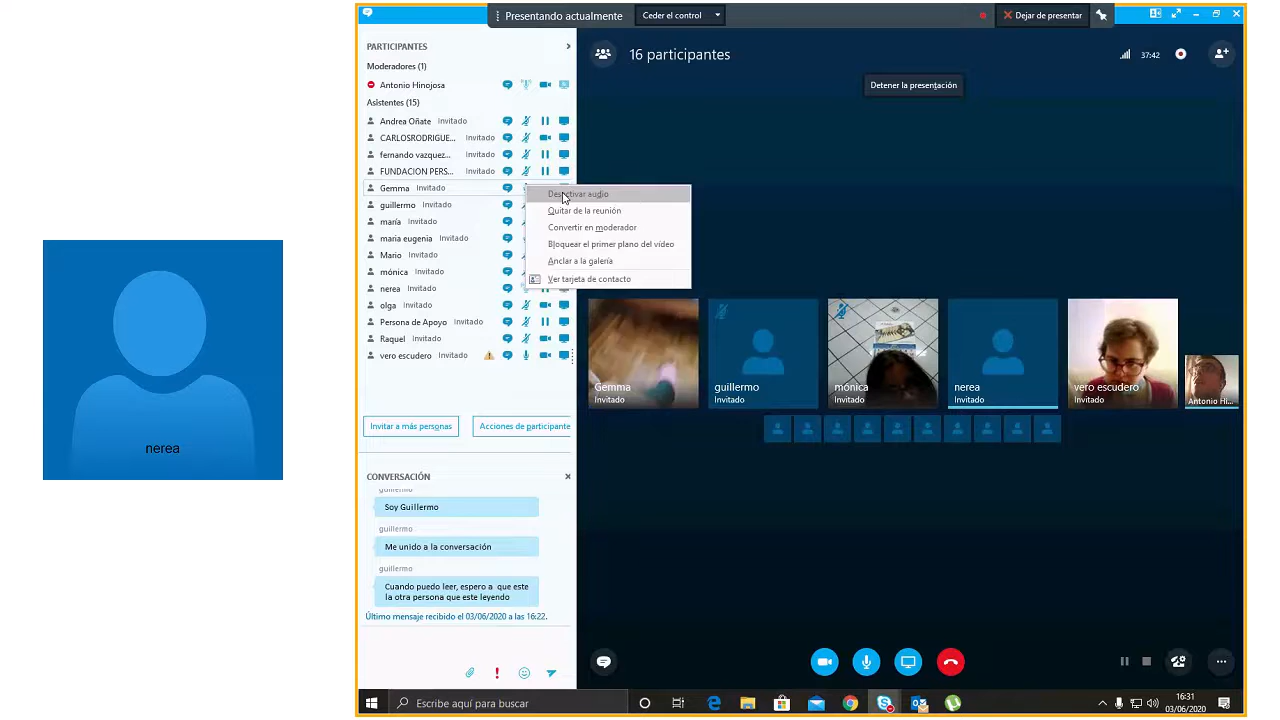 Presentando actualmente
Ceder el control
Dejar de presentar
PARTICIPANTES
16 participantes
37:42
Detener la presentación
Moderadores (1)
Antonio Hinojosa
Asistentes (15)
Andrea Oñate Invitado
CARLOSRODRIGUE... Invitado
fernando vazquez... Invitado
FUNDACION PERS... Invitado
Gemma Invitado
guillermo Invitado
maría Invitado
maria eugenia Invitado
Mario Invitado
mónica Invitado
nerea Invitado
olga Invitado
Persona de Apoyo Invitado
Raquel Invitado
vero escudero Invitado
Desactivar audio
Quitar de la reunión
Convertir en moderador
Bloquear el primer plano del vídeo
Anclar a la galería
Ver tarjeta de contacto
Gemma
Invitado
guillermo
Invitado
mónica
Invitado
nerea
Invitado
vero escudero
Invitado
Antonio Hi...
nerea
Invitar a más personas
Acciones de participante
CONVERSACIÓN
guillermo
Soy Guillermo
guillermo
Me unido a la conversación
guillermo
Cuando puedo leer, espero a que este
la otra persona que este leyendo
Último mensaje recibido el 03/06/2020 a las 16:22.
Escribe aquí para buscar
16:31
03/06/2020